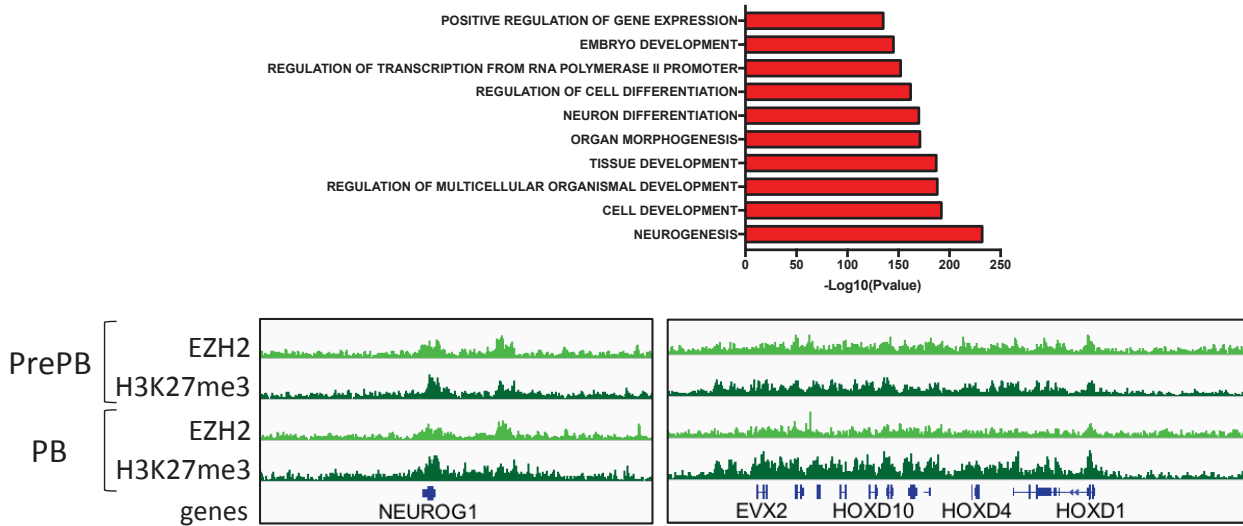 POSITIVE REGULATION OF GENE EXPRESSION
EMBRYO DEVELOPMENT
REGULATION OF TRANSCRIPTION FROM RNA POLYMERASE II PROMOTER
REGULATION OF CELL DIFFERENTIATION
NEURON DIFFERENTIATION
ORGAN MORPHOGENESIS
TISSUE DEVELOPMENT
REGULATION OF MULTICELLULAR ORGANISMAL DEVELOPMENT
CELL DEVELOPMENT
NEUROGENESIS
0 50 100 150 200 250
-Log10(Pvalue)
PrePB
EZH2
H3K27me3
PB
EZH2
H3K27me3
genes
NEUROG1
EVX2 HOXD10 HOXD4 HOXD1